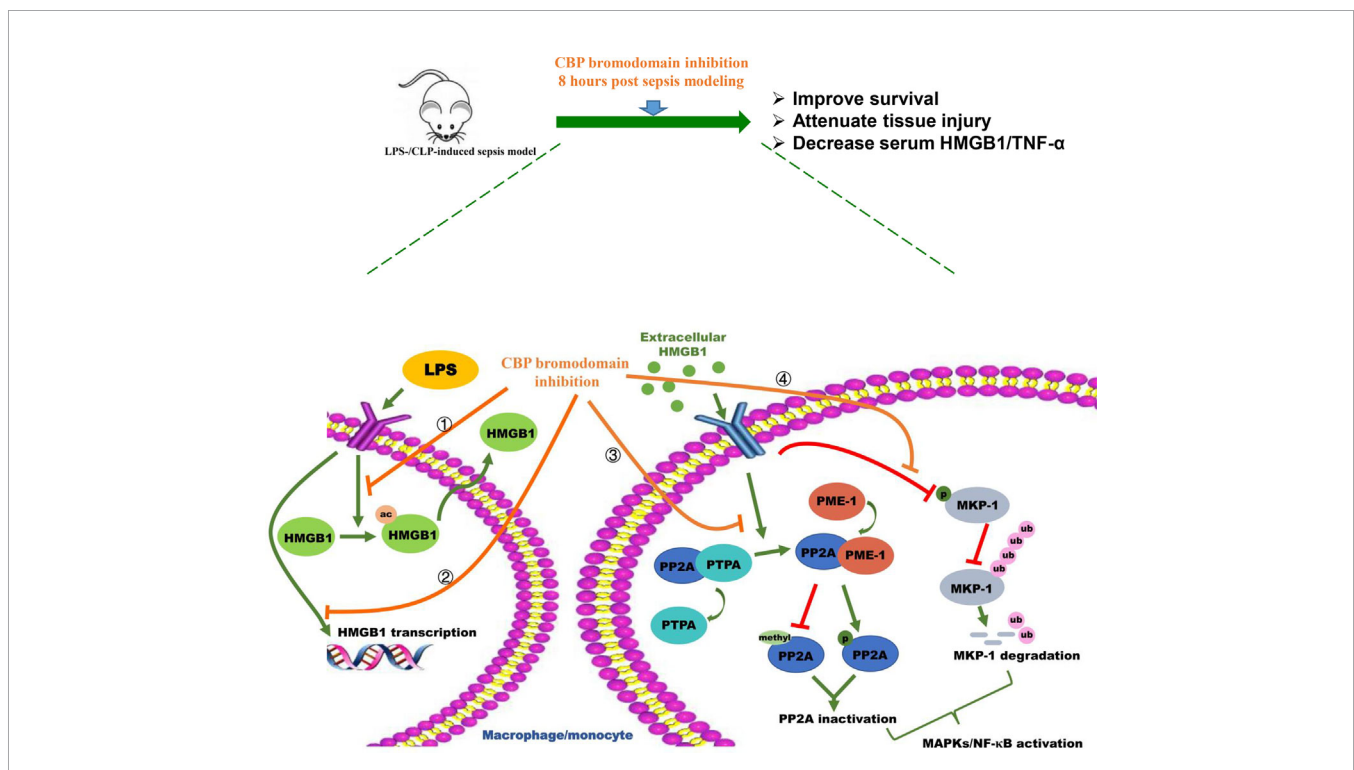 CBP bromodomain inhibition
8 hours post sepsis modeling
➢ Improve survival
➢ Attenuate tissue injury
➢ Decrease serum HMGB1/TNF-α
LPS-/CLP-induced sepsis model
Extracellular
HMGB1
LPS
CBP bromodomain
inhibition
④
①
HMGB1
③
PME-1
p
MKP-1
ac
HMGB1
HMGB1
PP2A
PTPA
PP2A
PME-1
ub
ub
ub
ub
MKP-1
②
PTPA
HMGB1 transcription
methyl
PP2A
p
PP2A
ub
ub
MKP-1 degradation
PP2A inactivation
Macrophage/monocyte
MAPKs/NF-κB activation